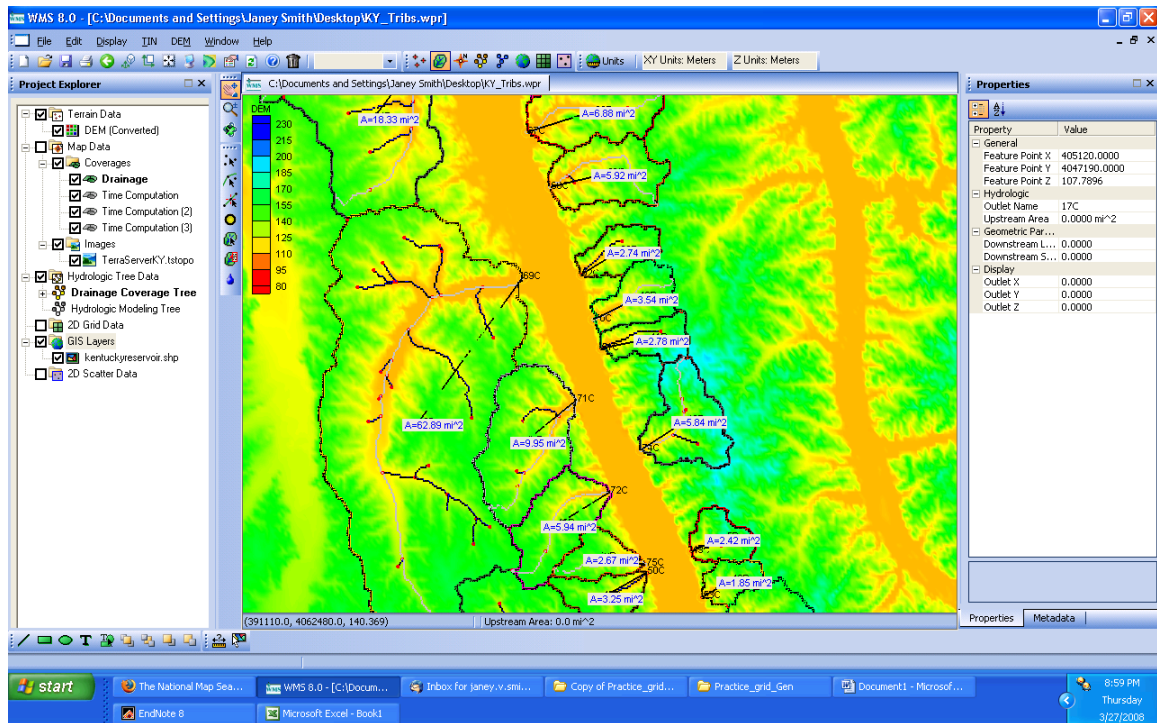 WMS 8.0 - [C:\Documents and Settings\Janey Smith\Desktop\KY_Tribs.wpr]
File Edit Display TIN DEM Window Help
Units XY Units: Meters Z Units: Meters
Project Explorer
Terrain Data
DEM (Converted)
Map Data
Coverages
Drainage
Time Computation
Time Computation (2)
Time Computation (3)
Images
TerraServerKY.tstopo
Hydrologic Tree Data
Drainage Coverage Tree
Hydrologic Modeling Tree
2D Grid Data
GIS Layers
kentuckyreservoir.shp
2D Scatter Data
C:\Documents and Settings\Janey Smith\Desktop\KY_Tribs.wpr
DEM
230
215
200
185
170
155
140
125
110
95
80
A=18.33 mi^2
A=6.88 mi^2
A=5.92 mi^2
A=2.74 mi^2
69C
A=3.54 mi^2
A=2.78 mi^2
71C
A=62.89 mi^2
A=9.95 mi^2
A=5.84 mi^2
72C
A=5.94 mi^2
A=2.42 mi^2
A=2.67 mi^2
75C
50C
A=3.25 mi^2
A=1.85 mi^2
(391110.0, 4062480.0, 140.369) Upstream Area: 0.0 mi^2
Properties
Property Value
General
Feature Point X 405120.0000
Feature Point Y 4047190.0000
Feature Point Z 107.7896
Hydrologic
Outlet Name 17C
Upstream Area 0.0000 mi^2
Geometric Par...
Downstream L... 0.0000
Downstream S... 0.0000
Display
Outlet X 0.0000
Outlet Y 0.0000
Outlet Z 0.0000
Properties Metadata
start
The National Map Sea...
WMS 8.0 - [C:\Docum...
Inbox for janey.v.smi...
Copy of Practice_grid...
Practice_grid_Gen
Document1 - Microsof...
EndNote 8
Microsoft Excel - Book1
8:59 PM
Thursday
3/27/2008